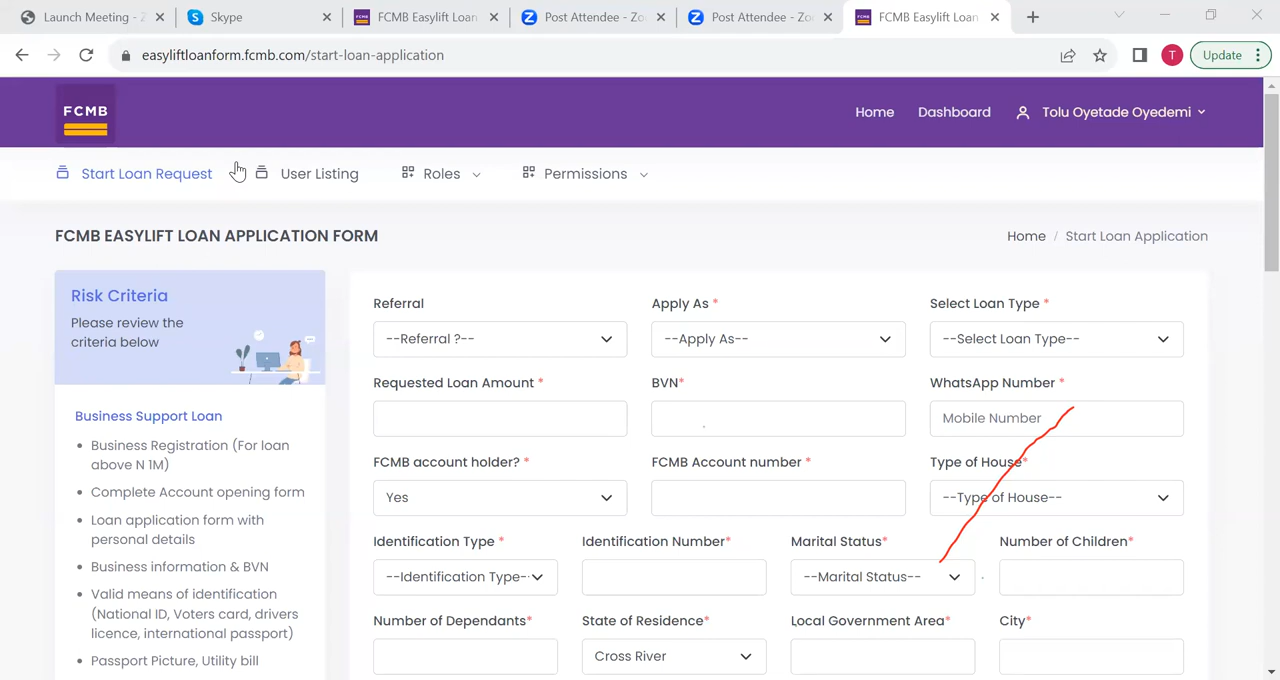 Launch Meeting - Z
Skype
FCMB Easylift Loan
Post Attendee - Zo
Post Attendee - Zo
FCMB Easylift Loan
easyliftloanform.fcmb.com/start-loan-application
T
Update
FCMB
Home
Dashboard
Tolu Oyetade Oyedemi
Start Loan Request
User Listing
Roles
Permissions
FCMB EASYLIFT LOAN APPLICATION FORM
Home / Start Loan Application
Risk Criteria
Please review the
criteria below
Business Support Loan
Business Registration (For loan
above N 1M)
Complete Account opening form
Loan application form with
personal details
Business information & BVN
Valid means of identification
(National ID, Voters card, drivers
licence, international passport)
Passport Picture, Utility bill
Referral
Apply As *
Select Loan Type *
--Referral ?--
--Apply As--
--Select Loan Type--
Requested Loan Amount *
BVN*
WhatsApp Number *
Mobile Number
FCMB account holder? *
FCMB Account number *
Type of House*
Yes
--Type of House--
Identification Type *
Identification Number*
Marital Status*
Number of Children*
--Identification Type-
--Marital Status--
Number of Dependants*
State of Residence*
Local Government Area*
City*
Cross River